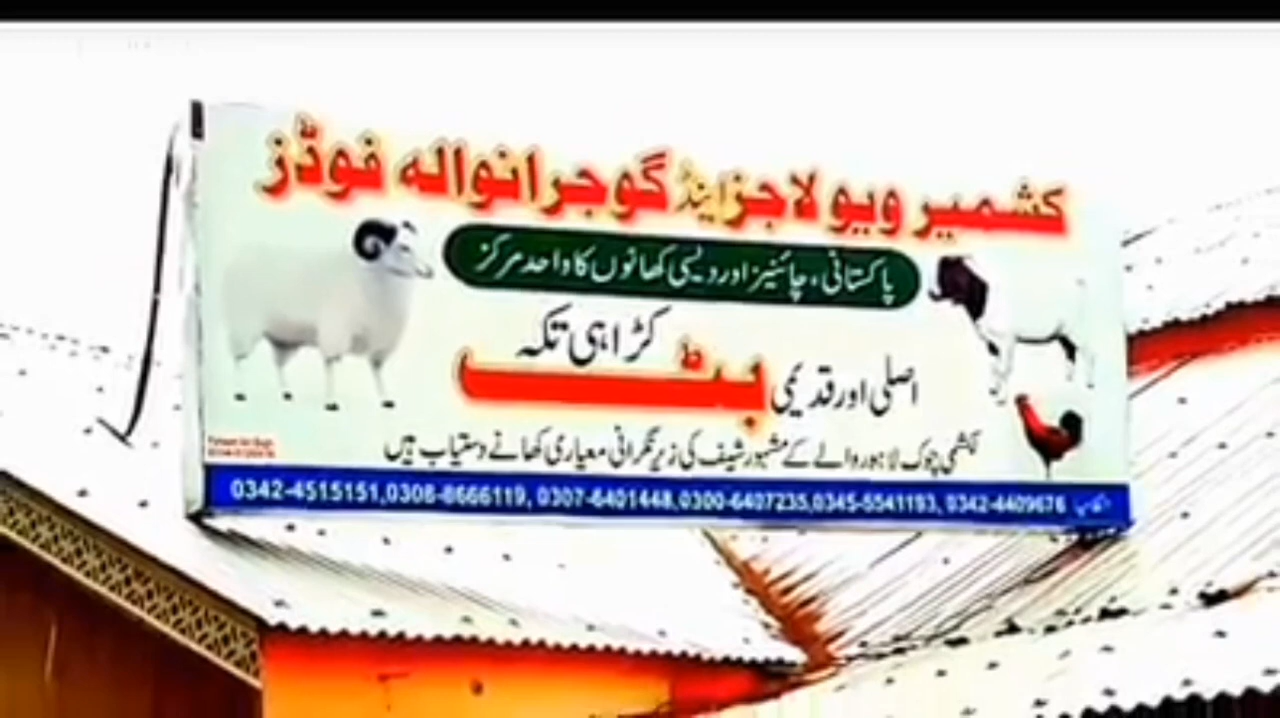 کشمیر ویو لاجز اینڈ گوجرانوالہ فوڈز
پاکستانی، چائنیز اور دیسی کھانوں کا واحد مرکز
کڑاہی تکہ
اصلی اور قدیمی بٹ
لکشمی چوک لاہور والے کے مشہور شیف کی زیر نگرانی معیاری کھانے دستیاب ہیں
0342-4515151,0308-8666119, 0307-6401448,0300-6407235,0345-5541193, 0342-4409676